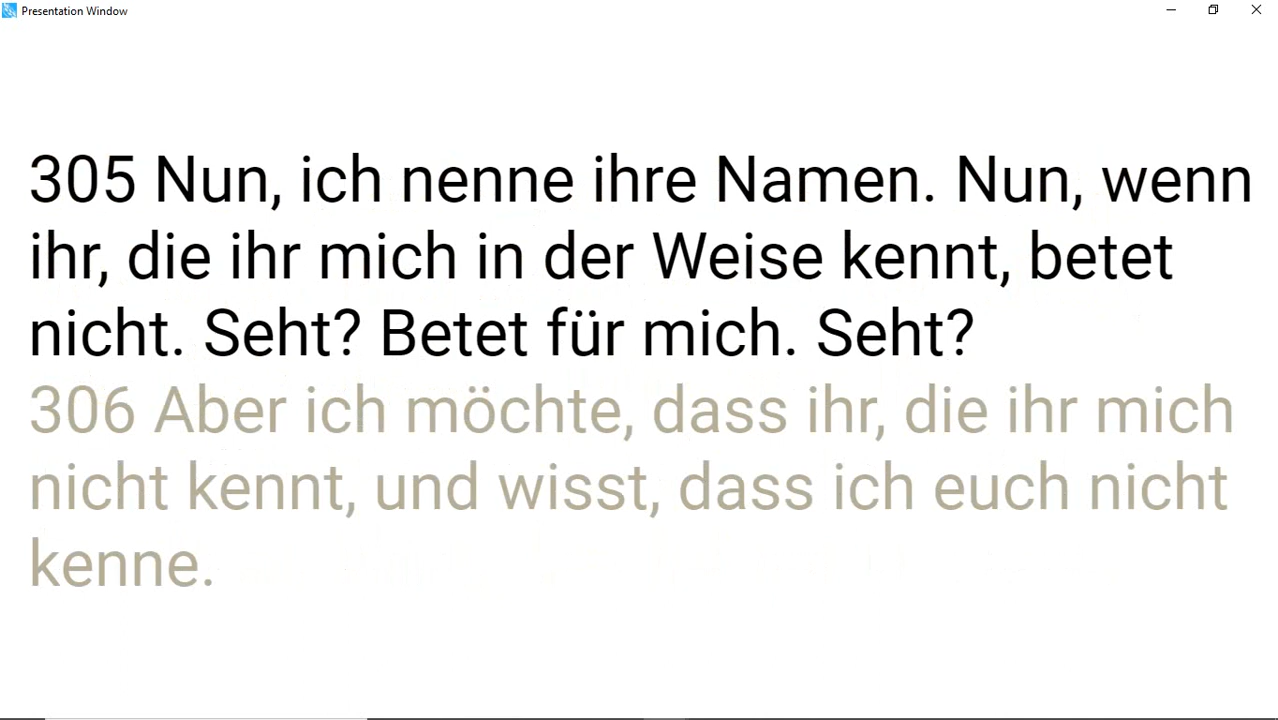 Presentation Window
305 Nun, ich nenne ihre Namen. Nun, wenn
ihr, die ihr mich in der Weise kennt, betet
nicht. Seht? Betet für mich. Seht?
306 Aber ich möchte, dass ihr, die ihr mich
nicht kennt, und wisst, dass ich euch nicht
kenne.